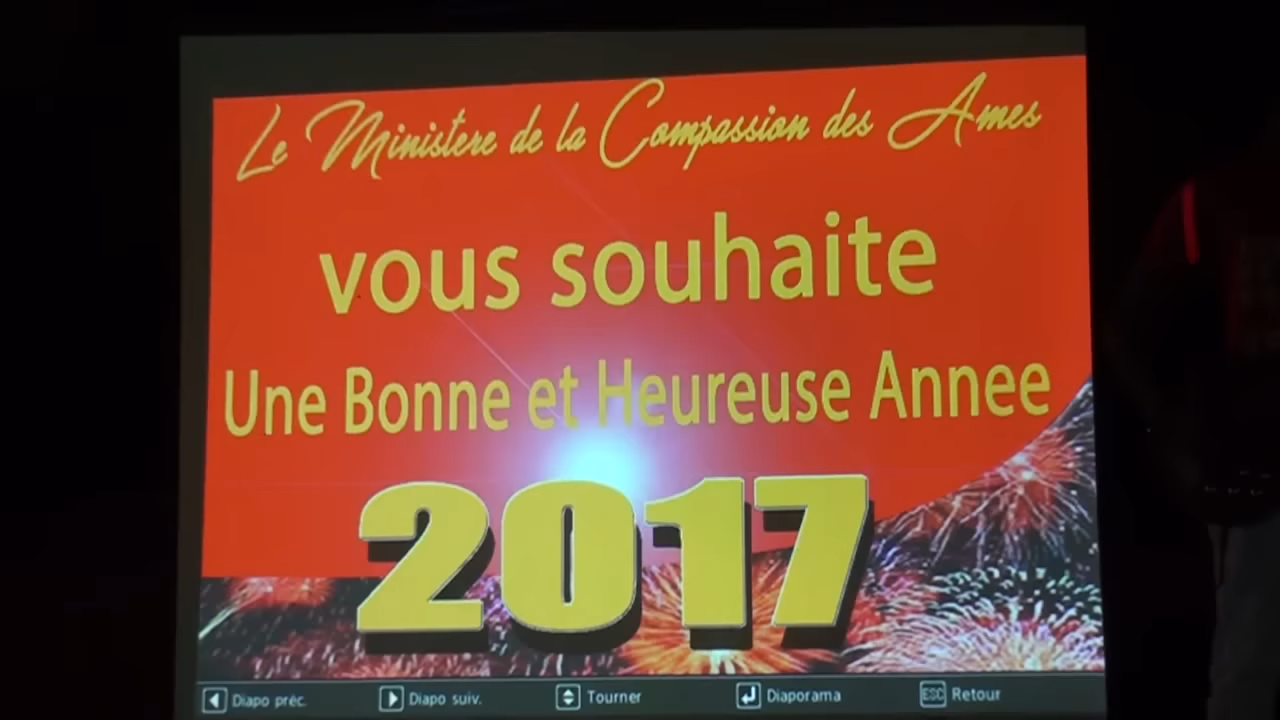 Le Ministere de la Compassion des Ames
vous souhaite
Une Bonne et Heureuse Annee
2017
Diapo préc. Diapo suiv. Tourner Diaporama ESC Retour